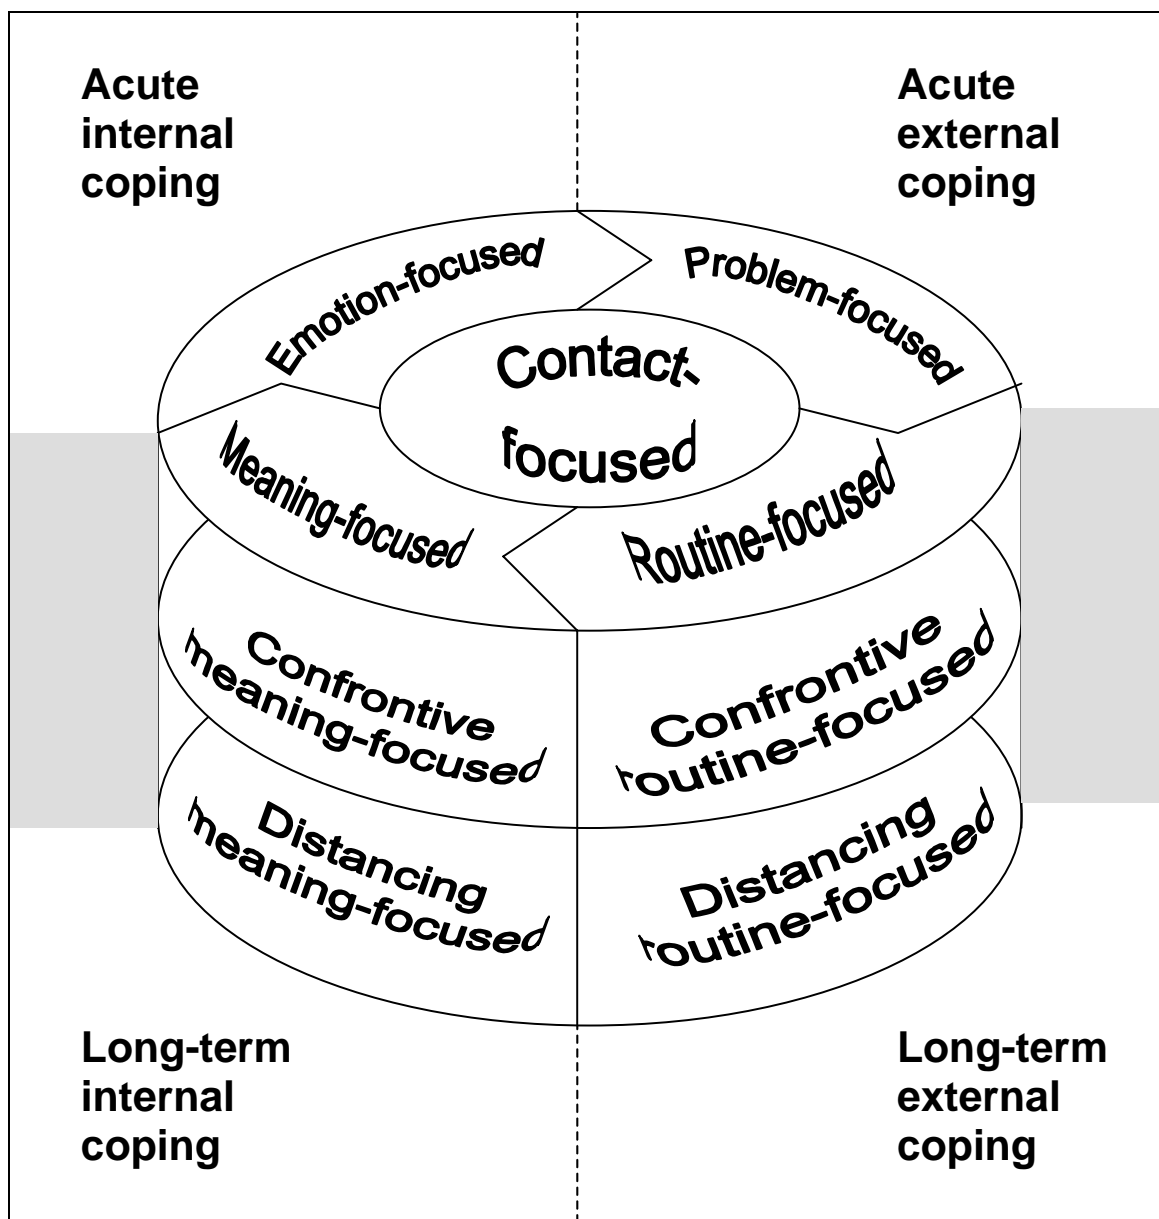 Acute
internal
coping
Acute
external
coping
Emotion-focused
Problem-focused
Contact-
focused
Meaning-focused
Routine-focused
Confrontive
meaning-focused
Confrontive
routine-focused
Distancing
meaning-focused
Distancing
routine-focused
Long-term
internal
coping
Long-term
external
coping